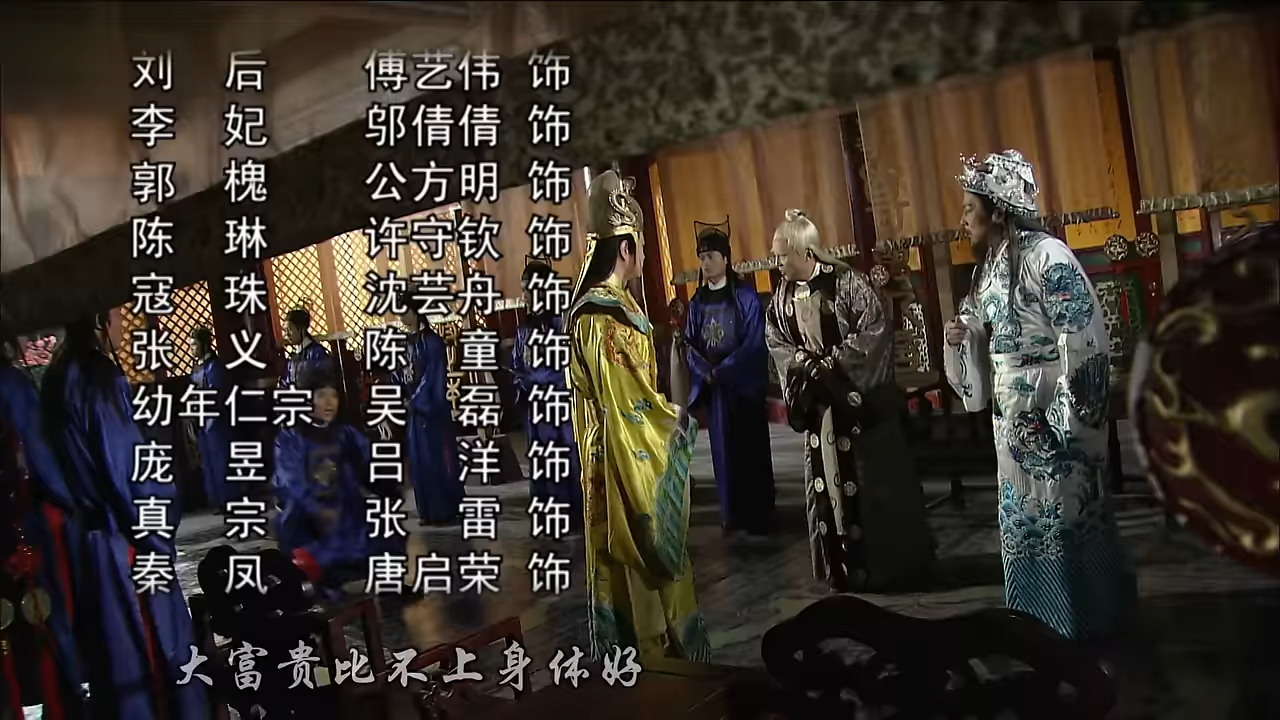 刘后 傅艺伟 饰
李妃 邬倩倩 饰
郭槐 公方明 饰
陈琳 许守钦 饰
寇珠 沈芸舟 饰
张义 陈童 饰
幼年仁宗 吴磊 饰
庞昱 吕洋 饰
真宗 张雷 饰
秦凤 唐启荣 饰
大富贵比不上身体好